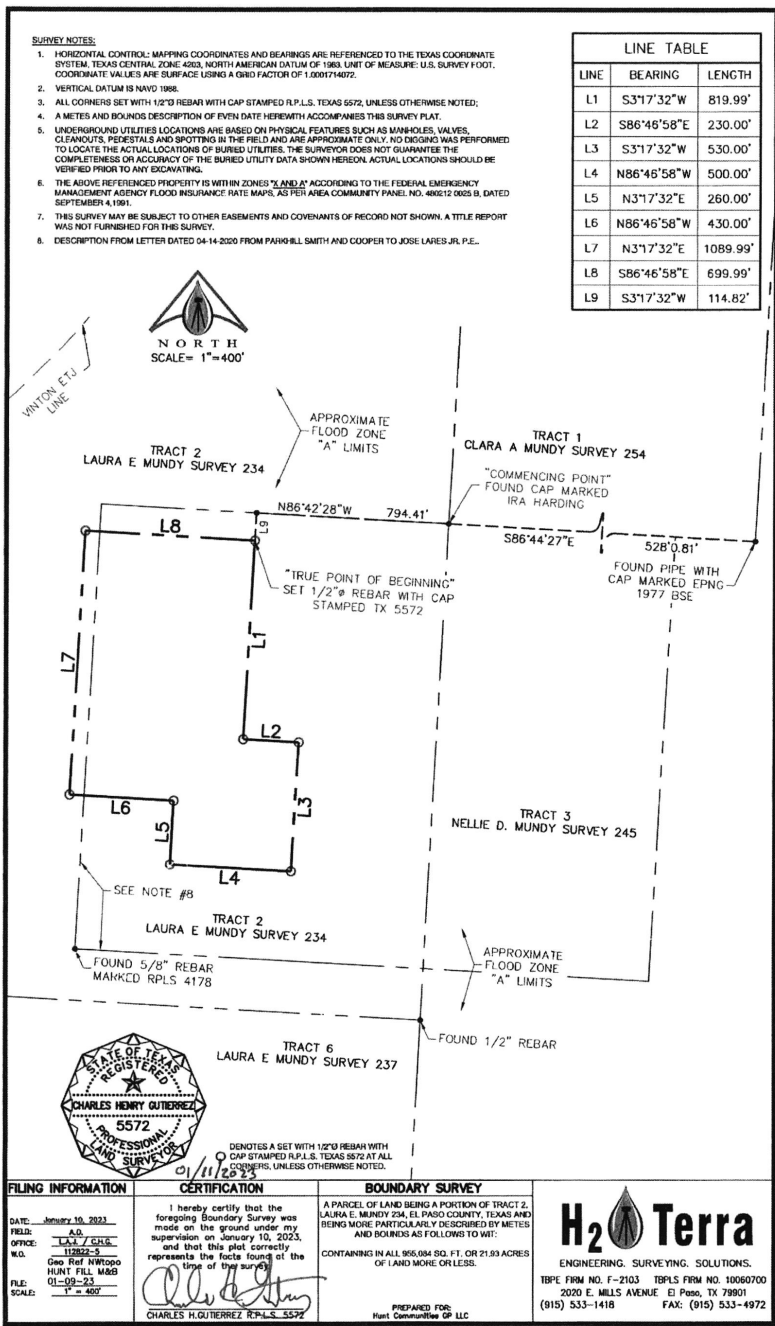 SURVEY NOTES:
1. HORIZONTAL CONTROL: MAPPING COORDINATES AND BEARINGS ARE REFERENCED TO THE TEXAS COORDINATE
SYSTEM, TEXAS CENTRAL ZONE 4203, NORTH AMERICAN DATUM OF 1983. UNIT OF MEASURE: U.S. SURVEY FOOT.
COORDINATE VALUES ARE SURFACE USING A GRID FACTOR OF 1.0001714072.
2. VERTICAL DATUM IS NAVD 1988.
3. ALL CORNERS SET WITH 1/2"Ø REBAR WITH CAP STAMPED R.P.L.S. TEXAS 5572, UNLESS OTHERWISE NOTED;
4. A METES AND BOUNDS DESCRIPTION OF EVEN DATE HEREWITH ACCOMPANIES THIS SURVEY PLAT.
5. UNDERGROUND UTILITIES LOCATIONS ARE BASED ON PHYSICAL FEATURES SUCH AS MANHOLES, VALVES,
CLEANOUTS, PEDESTALS AND SPOTTING IN THE FIELD AND ARE APPROXIMATE ONLY. NO DIGGING WAS PERFORMED
TO LOCATE THE ACTUAL LOCATIONS OF BURIED UTILITIES. THE SURVEYOR DOES NOT GUARANTEE THE
COMPLETENESS OR ACCURACY OF THE BURIED UTILITY DATA SHOWN HEREON. ACTUAL LOCATIONS SHOULD BE
VERIFIED PRIOR TO ANY EXCAVATING.
6. THE ABOVE REFERENCED PROPERTY IS WITHIN ZONES "X AND A" ACCORDING TO THE FEDERAL EMERGENCY
MANAGEMENT AGENCY FLOOD INSURANCE RATE MAPS, AS PER AREA COMMUNITY PANEL NO. 480212 0025 B, DATED
SEPTEMBER 4,1991.
7. THIS SURVEY MAY BE SUBJECT TO OTHER EASEMENTS AND COVENANTS OF RECORD NOT SHOWN. A TITLE REPORT
WAS NOT FURNISHED FOR THIS SURVEY.
8. DESCRIPTION FROM LETTER DATED 04-14-2020 FROM PARKHILL SMITH AND COOPER TO JOSE LARES JR. P.E..
LINE TABLE
LINE BEARING LENGTH
L1 S3°17'32"W 819.99'
L2 S86°46'58"E 230.00'
L3 S3°17'32"W 530.00'
L4 N86°46'58"W 500.00'
L5 N3°17'32"E 260.00'
L6 N86°46'58"W 430.00'
L7 N3°17'32"E 1089.99'
L8 S86°46'58"E 699.99'
L9 S3°17'32"W 114.82'
NORTH
SCALE= 1"=400'
VINTON ETJ
LINE
APPROXIMATE
FLOOD ZONE
"A" LIMITS
TRACT 2
LAURA E MUNDY SURVEY 234
TRACT 1
CLARA A MUNDY SURVEY 254
"COMMENCING POINT"
FOUND CAP MARKED
IRA HARDING
N86°42'28"W 794.41'
L9
L8
S86°44'27"E
528'0.81'
FOUND PIPE WITH
CAP MARKED EPNG
1977 BSE
"TRUE POINT OF BEGINNING"
SET 1/2"Ø REBAR WITH CAP
STAMPED TX 5572
L1
L7
L2
L3
L6
L5
L4
TRACT 3
NELLIE D. MUNDY SURVEY 245
SEE NOTE #8
TRACT 2
LAURA E MUNDY SURVEY 234
FOUND 5/8" REBAR
MARKED RPLS 4178
APPROXIMATE
FLOOD ZONE
"A" LIMITS
FOUND 1/2" REBAR
TRACT 6
LAURA E MUNDY SURVEY 237
STATE OF TEXAS
REGISTERED
CHARLES HENRY GUTIERREZ
5572
PROFESSIONAL
LAND SURVEYOR
01/11/2023
DENOTES A SET WITH 1/2"Ø REBAR WITH
CAP STAMPED R.P.L.S. TEXAS 5572 AT ALL
CORNERS, UNLESS OTHERWISE NOTED.
FILING INFORMATION
DATE: January 10, 2023
FIELD: A.D.
OFFICE: L.A.J. / C.H.G.
W.O. 112822-5
Geo Ref NWtopo
HUNT FILL M&B
FILE: 01-09-23
SCALE: 1" = 400'
CERTIFICATION
I hereby certify that the
foregoing Boundary Survey was
made on the ground under my
supervision on January 10, 2023,
and that this plat correctly
represents the facts found at the
time of the survey
CHARLES H.GUTIERREZ R.P.L.S. 5572
BOUNDARY SURVEY
A PARCEL OF LAND BEING A PORTION OF TRACT 2,
LAURA E. MUNDY 234, EL PASO COUNTY, TEXAS AND
BEING MORE PARTICULARLY DESCRIBED BY METES
AND BOUNDS AS FOLLOWS TO WIT:
CONTAINING IN ALL 955,084 SQ. FT. OR 21.93 ACRES
OF LAND MORE OR LESS.
PREPARED FOR:
Hunt Communities GP LLC
H2O Terra
ENGINEERING. SURVEYING. SOLUTIONS.
TBPE FIRM NO. F-2103 TBPLS FIRM NO. 10060700
2020 E. MILLS AVENUE El Paso, TX 79901
(915) 533-1418 FAX: (915) 533-4972